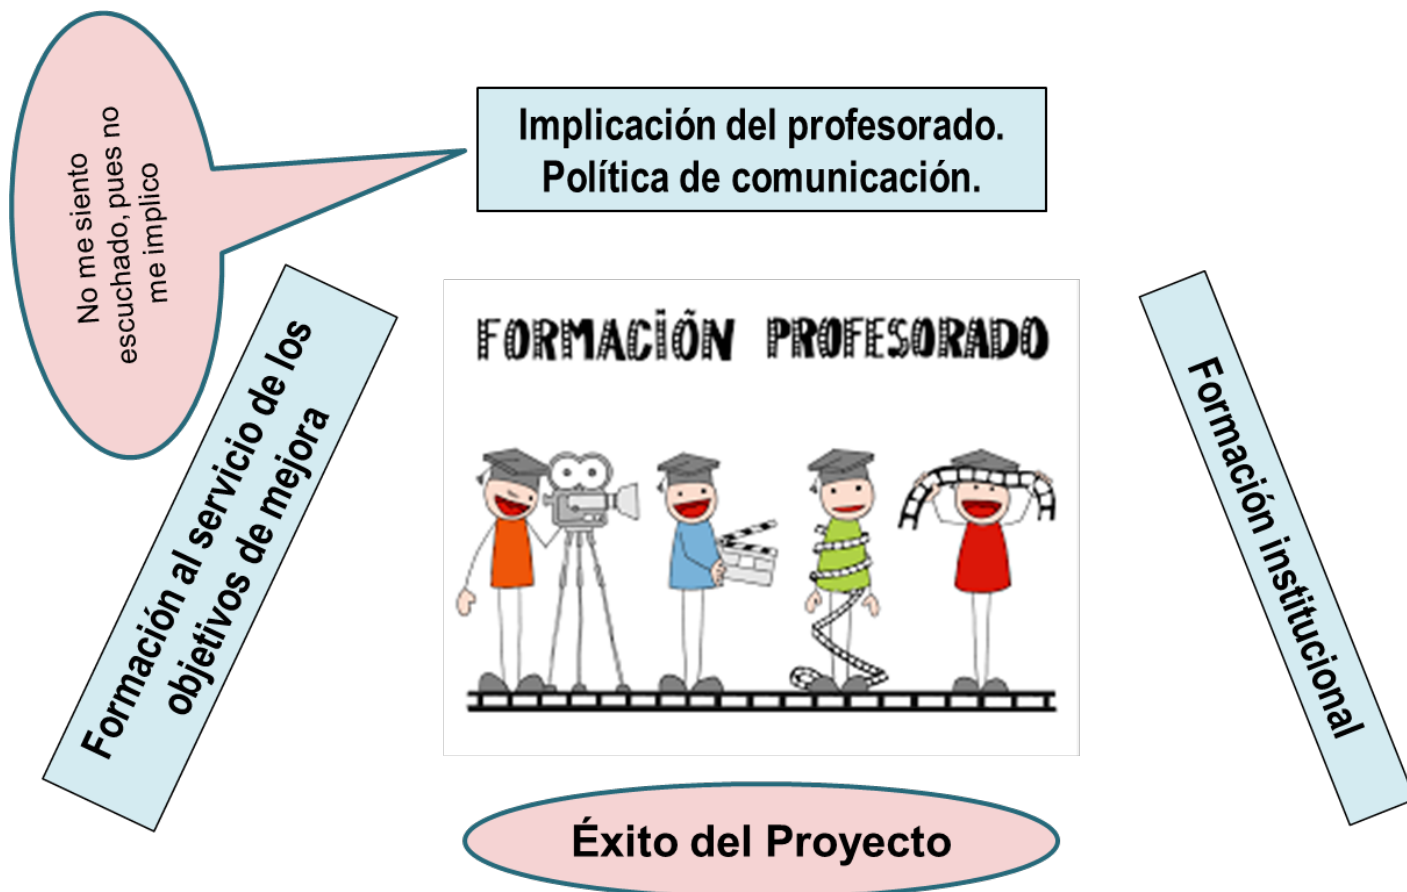 No me siento
escuchado, pues no
me implico
Implicación del profesorado.
Política de comunicación.
Formación al servicio de los
objetivos de mejora
FORMACIÓN PROFESORADO
Formación institucional
Éxito del Proyecto